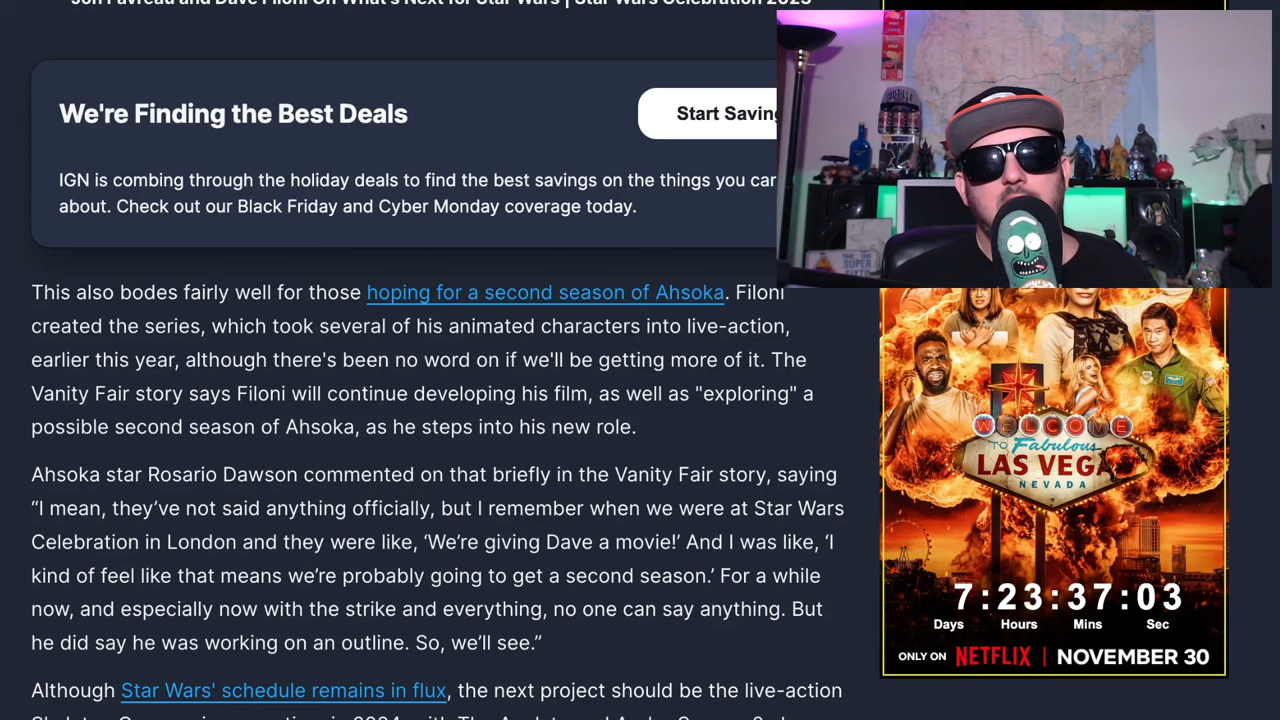 Jon Favreau and Dave Filoni On What's Next for Star Wars | Star Wars Celebration 2023
We're Finding the Best Deals
Start Saving
IGN is combing through the holiday deals to find the best savings on the things you car
about. Check out our Black Friday and Cyber Monday coverage today.
This also bodes fairly well for those hoping for a second season of Ahsoka. Filoni
created the series, which took several of his animated characters into live-action,
earlier this year, although there's been no word on if we'll be getting more of it. The
Vanity Fair story says Filoni will continue developing his film, as well as "exploring" a
possible second season of Ahsoka, as he steps into his new role.
Ahsoka star Rosario Dawson commented on that briefly in the Vanity Fair story, saying
“I mean, they’ve not said anything officially, but I remember when we were at Star Wars
Celebration in London and they were like, ‘We’re giving Dave a movie!’ And I was like, ‘I
kind of feel like that means we’re probably going to get a second season.’ For a while
now, and especially now with the strike and everything, no one can say anything. But
he did say he was working on an outline. So, we’ll see.”
Although Star Wars' schedule remains in flux, the next project should be the live-action
SUPER
WELCOME
TO Fabulous
LAS VEGA
NEVADA
7:23:37:03
Days Hours Mins Sec
ONLY ON NETFLIX | NOVEMBER 30